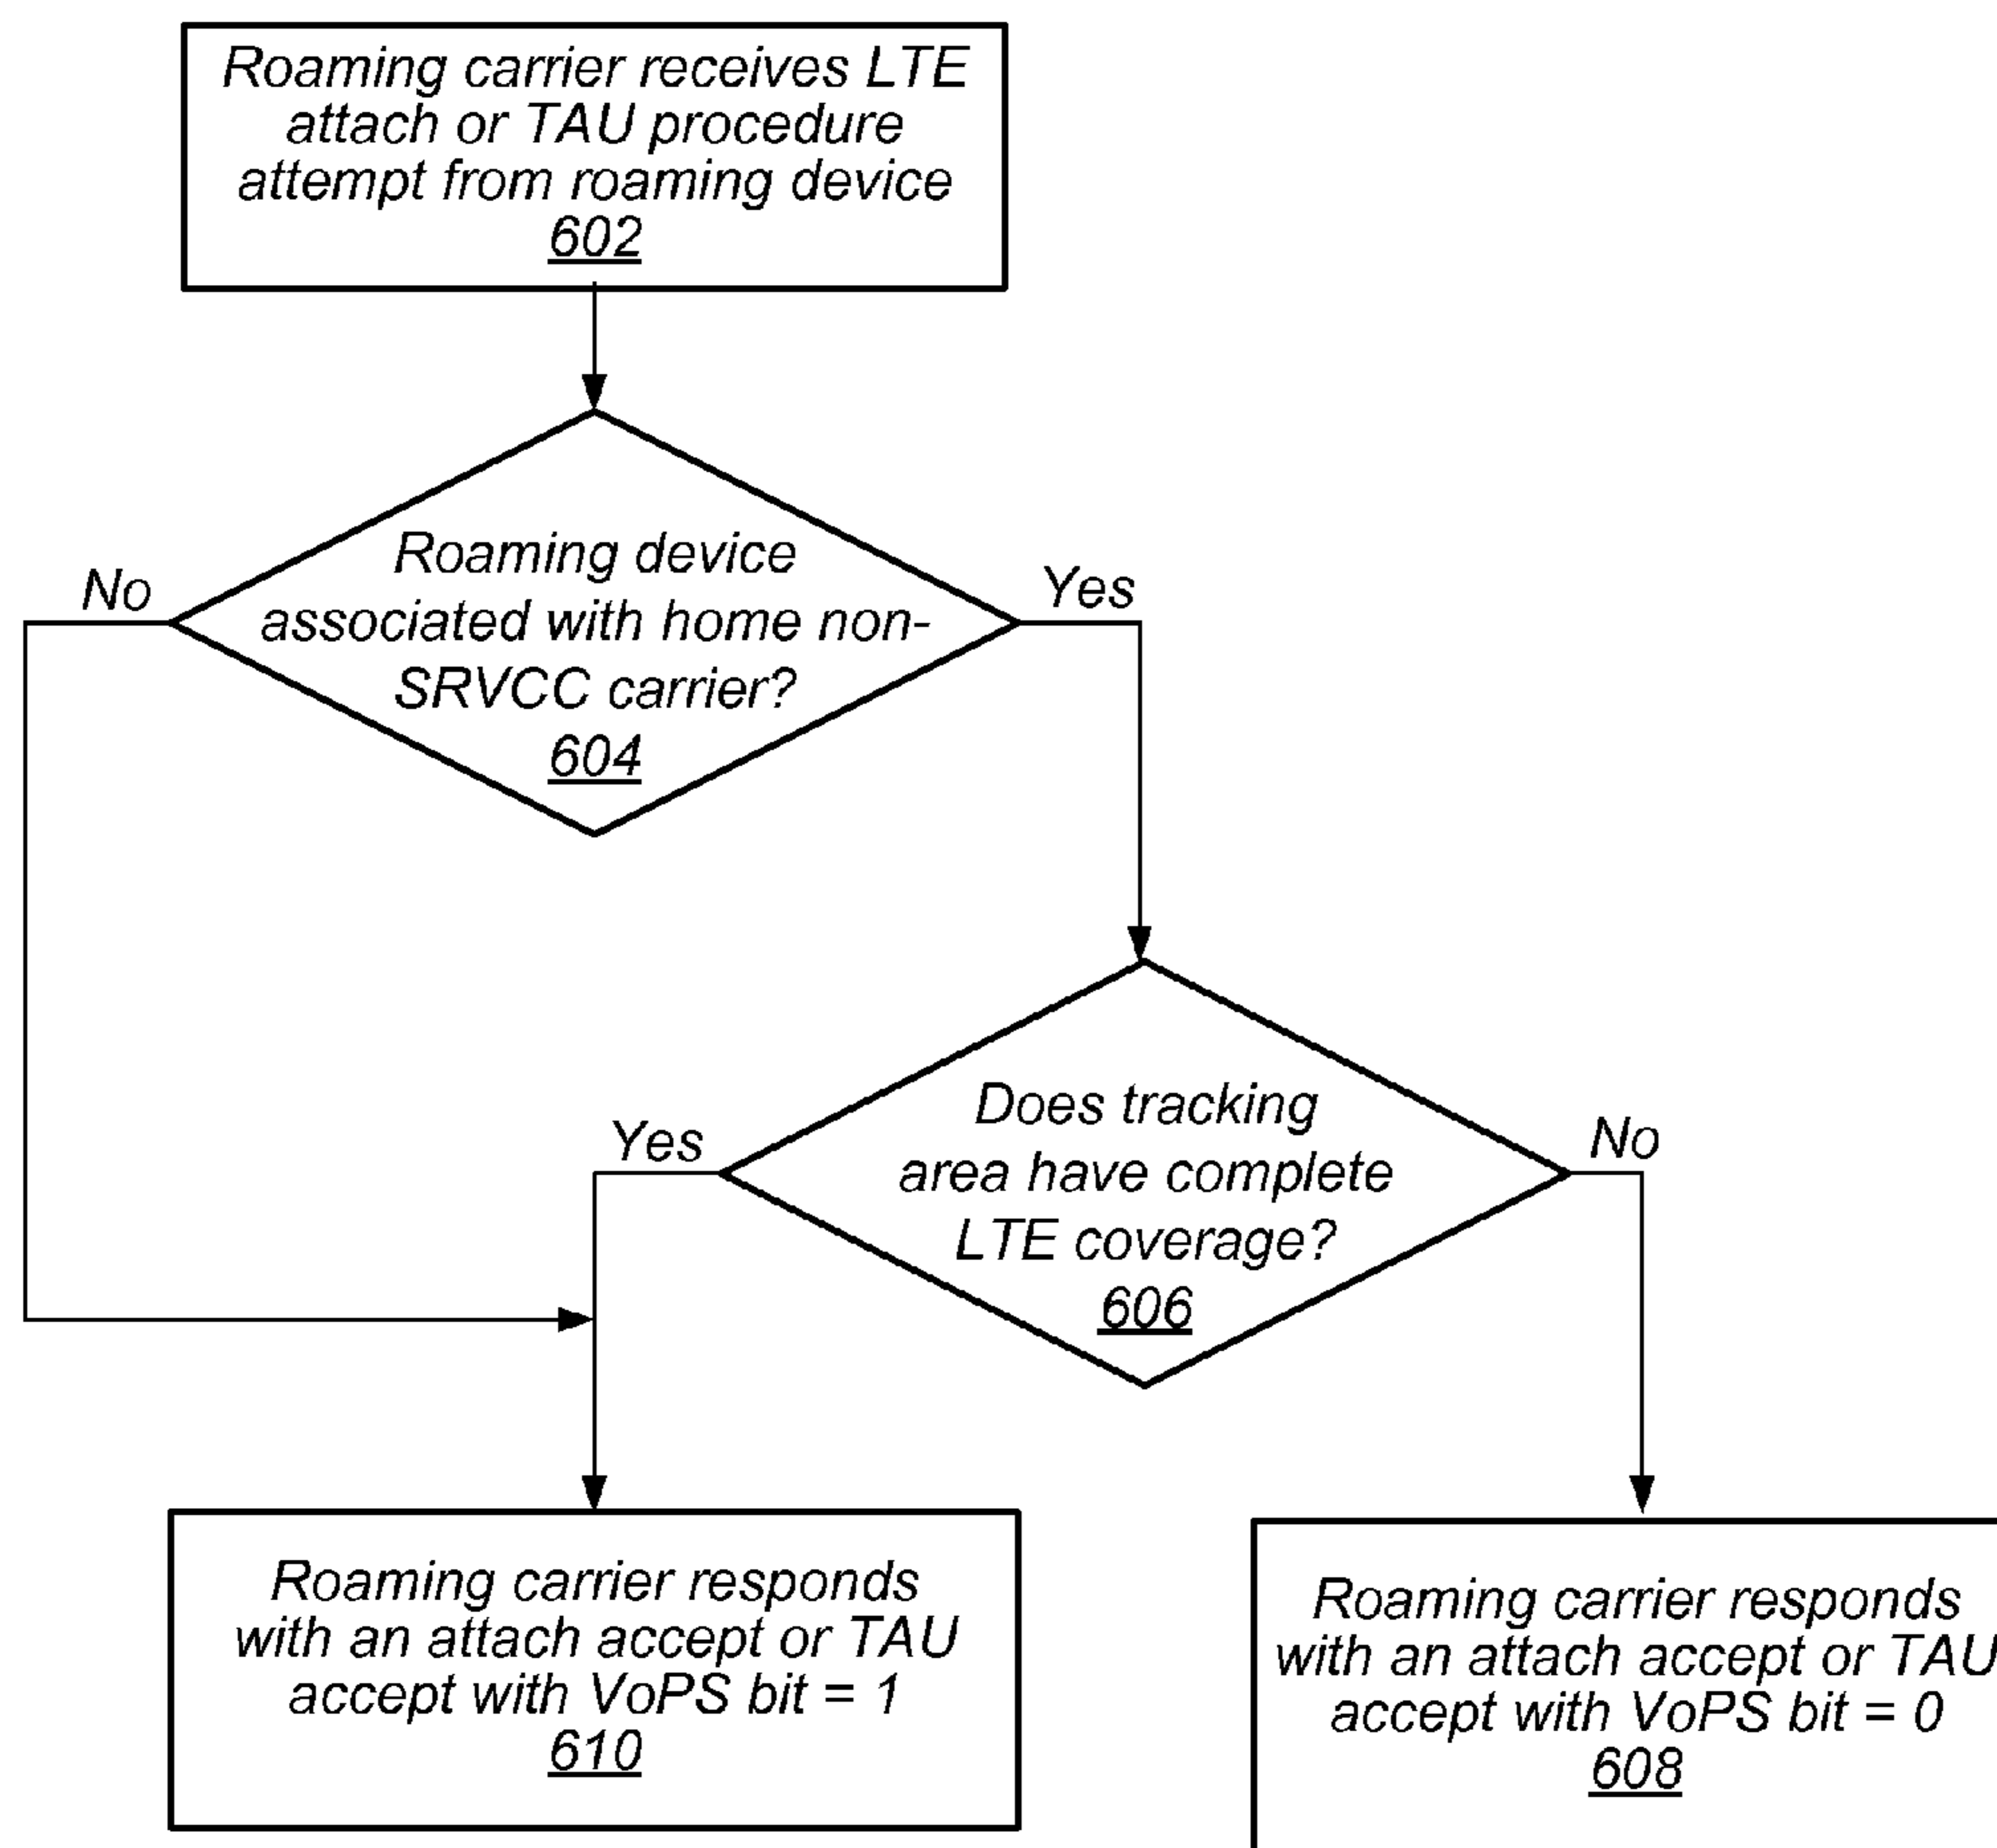 Roaming carrier receives LTE
attach or TAU procedure
attempt from roaming device
602
Roaming device
associated with home non-
SRVCC carrier?
604
No
Yes
Does tracking
area have complete
LTE coverage?
606
Yes
No
Roaming carrier responds
with an attach accept or TAU
accept with VoPS bit = 1
610
Roaming carrier responds
with an attach accept or TAU
accept with VoPS bit = 0
608